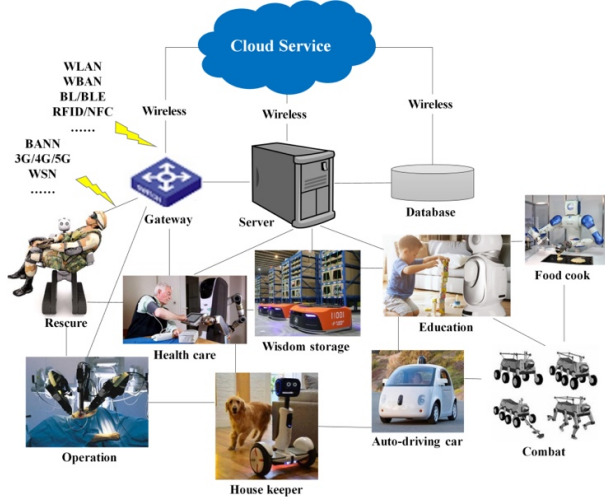 Cloud Service
WLAN
WBAN
BL/BLE
RFID/NFC
......
Wireless
Wireless
Wireless
BANN
3G/4G/5G
WSN
......
Gateway
Server
Database
Food cook
Rescure
Health care
11001
Wisdom storage
Education
Operation
House keeper
Auto-driving car
Combat